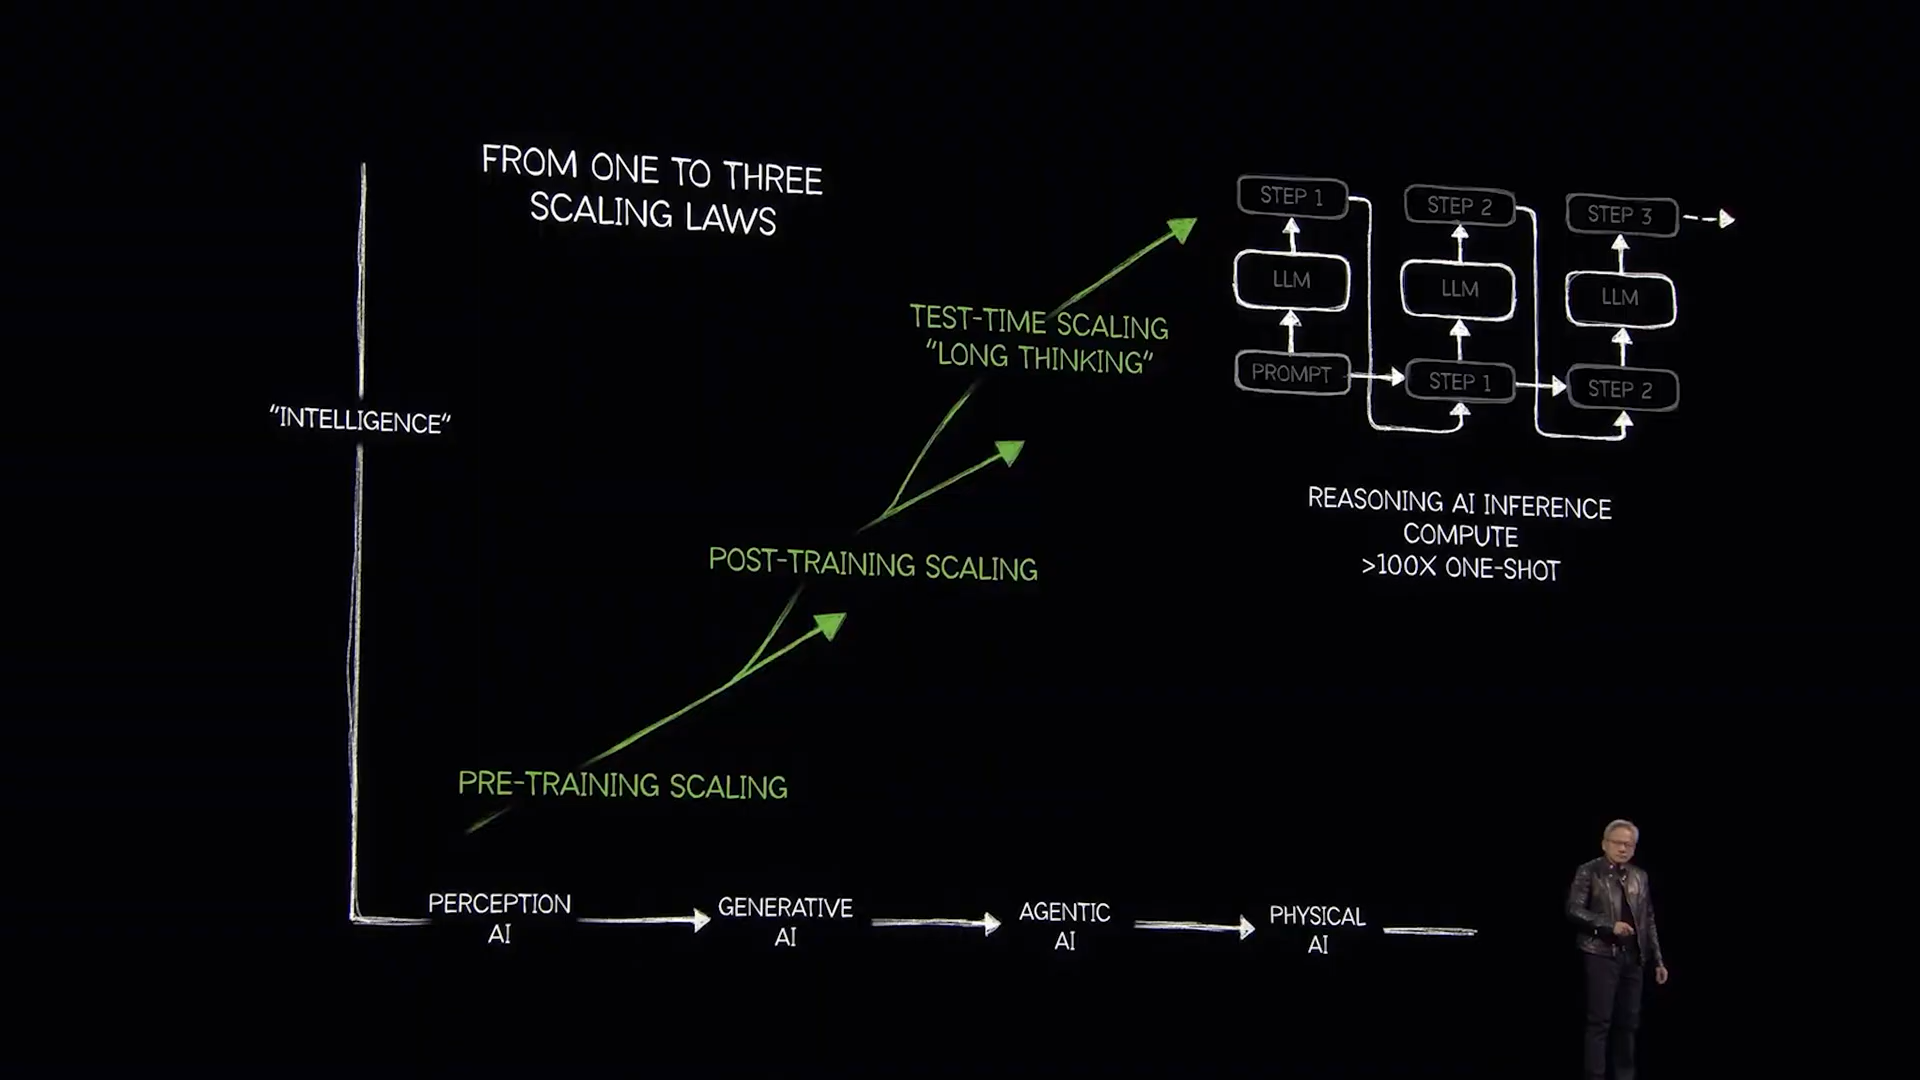 FROM ONE TO THREE
SCALING LAWS
"INTELLIGENCE"
TEST-TIME SCALING
"LONG THINKING"
POST-TRAINING SCALING
PRE-TRAINING SCALING
PERCEPTION
AI
GENERATIVE
AI
AGENTIC
AI
PHYSICAL
AI
STEP 1
STEP 2
STEP 3
LLM
LLM
LLM
PROMPT
STEP 1
STEP 2
REASONING AI INFERENCE
COMPUTE
>100X ONE-SHOT